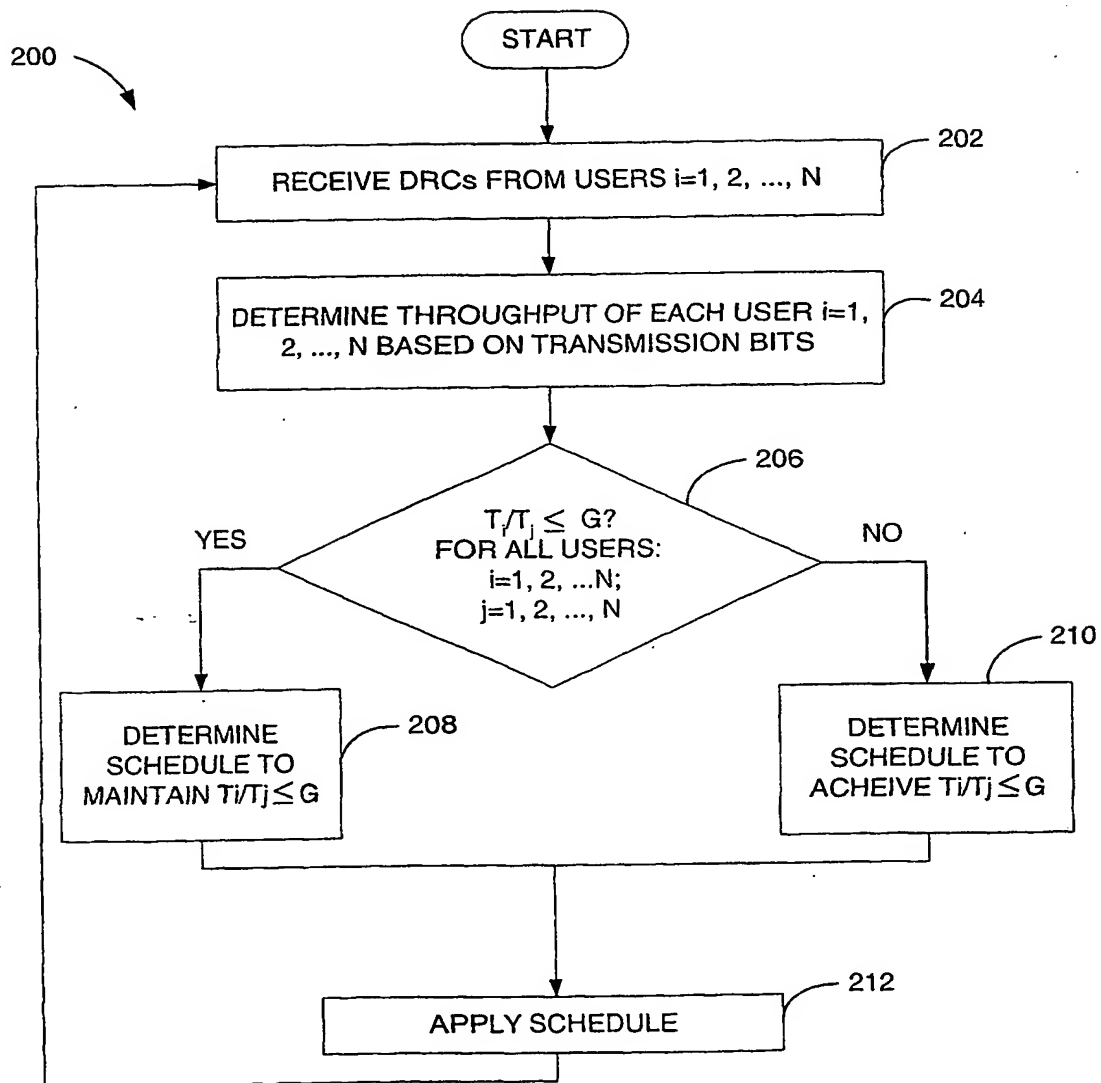 START
200
202
RECEIVE DRCs FROM USERS i=1, 2, ..., N
204
DETERMINE THROUGHPUT OF EACH USER i=1,
2, ..., N BASED ON TRANSMISSION BITS
206
Ti/Tj ≤ G?
FOR ALL USERS:
i=1, 2, ...N;
j=1, 2, ..., N
YES
NO
208
DETERMINE
SCHEDULE TO
MAINTAIN Ti/Tj ≤ G
210
DETERMINE
SCHEDULE TO
ACHEIVE Ti/Tj ≤ G
212
APPLY SCHEDULE